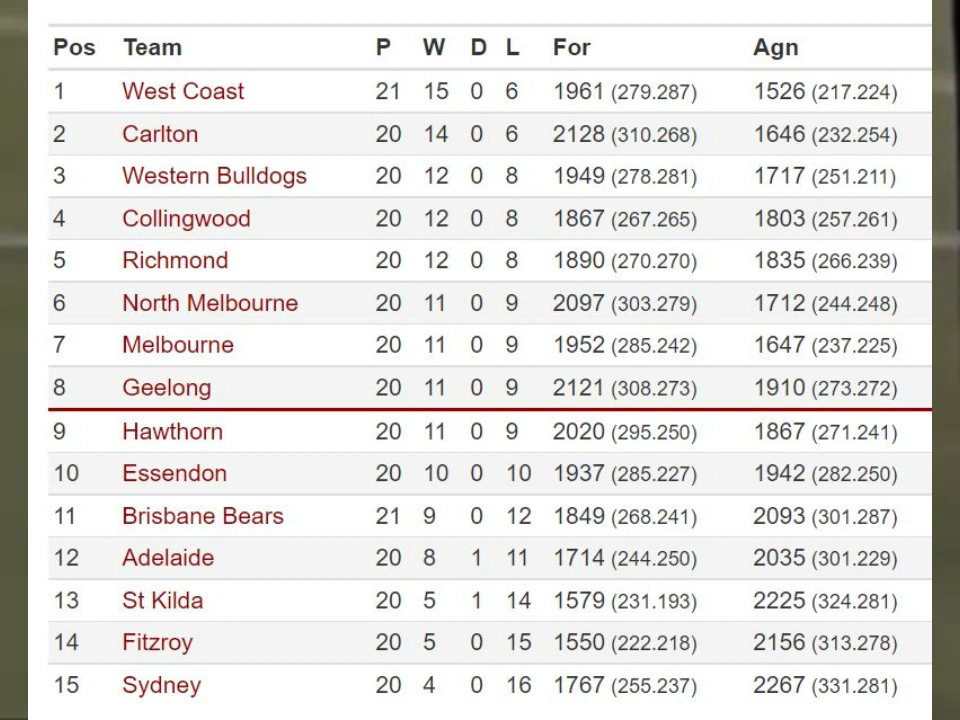 Pos Team P W D L For Agn
1 West Coast 21 15 0 6 1961 (279.287) 1526 (217.224)
2 Carlton 20 14 0 6 2128 (310.268) 1646 (232.254)
3 Western Bulldogs 20 12 0 8 1949 (278.281) 1717 (251.211)
4 Collingwood 20 12 0 8 1867 (267.265) 1803 (257.261)
5 Richmond 20 12 0 8 1890 (270.270) 1835 (266.239)
6 North Melbourne 20 11 0 9 2097 (303.279) 1712 (244.248)
7 Melbourne 20 11 0 9 1952 (285.242) 1647 (237.225)
8 Geelong 20 11 0 9 2121 (308.273) 1910 (273.272)
9 Hawthorn 20 11 0 9 2020 (295.250) 1867 (271.241)
10 Essendon 20 10 0 10 1937 (285.227) 1942 (282.250)
11 Brisbane Bears 21 9 0 12 1849 (268.241) 2093 (301.287)
12 Adelaide 20 8 1 11 1714 (244.250) 2035 (301.229)
13 St Kilda 20 5 1 14 1579 (231.193) 2225 (324.281)
14 Fitzroy 20 5 0 15 1550 (222.218) 2156 (313.278)
15 Sydney 20 4 0 16 1767 (255.237) 2267 (331.281)